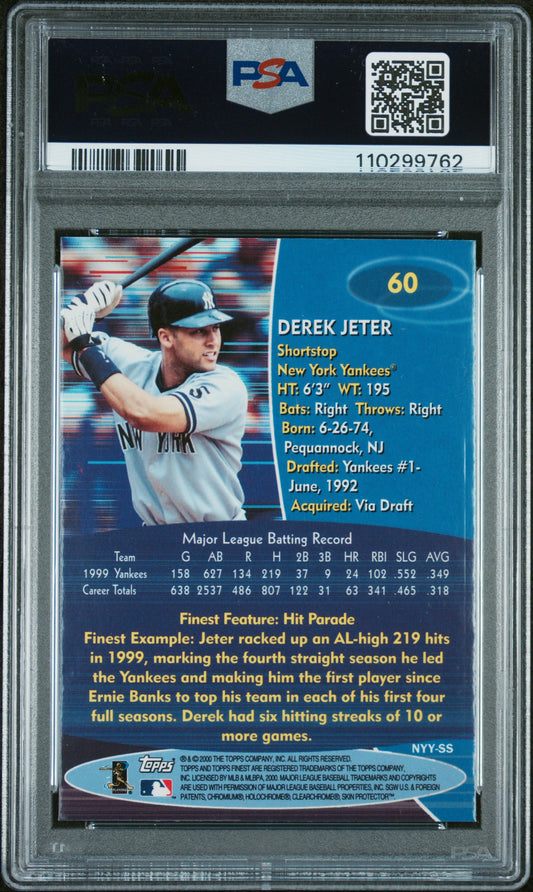 PSA PSA PSA
PSA
PSA
PSA PSA PSA
110299762
60
NEW YORK
DEREK JETER
Shortstop
New York Yankees®
HT: 6'3" WT: 195
Bats: Right Throws: Right
Born: 6-26-74,
Pequannock, NJ
Drafted: Yankees #1-
June, 1992
Acquired: Via Draft
Major League Batting Record
Team G AB R H 2B 3B HR RBI SLG AVG
1999 Yankees 158 627 134 219 37 9 24 102 .552 .349
Career Totals 638 2537 486 807 122 31 63 341 .465 .318
Finest Feature: Hit Parade
Finest Example: Jeter racked up an AL-high 219 hits
in 1999, marking the fourth straight season he led
the Yankees and making him the first player since
Ernie Banks to top his team in each of his first four
full seasons. Derek had six hitting streaks of 10 or
more games.
NYY-SS
Topps
® & © 2000 THE TOPPS COMPANY, INC. ALL RIGHTS RESERVED.
TOPPS AND TOPPS FINEST ARE REGISTERED TRADEMARKS OF THE TOPPS COMPANY,
INC. LICENSED BY MLB & MLBPA, 2000. MAJOR LEAGUE BASEBALL TRADEMARKS AND COPYRIGHTS
ARE USED WITH PERMISSION OF MAJOR LEAGUE BASEBALL PROPERTIES, INC. SGW U.S. & FOREIGN
PATENTS, CHROMIUM®, HOLOCHROME®, CLEARCHROME®, SKIN PROTECTOR™.
PSA